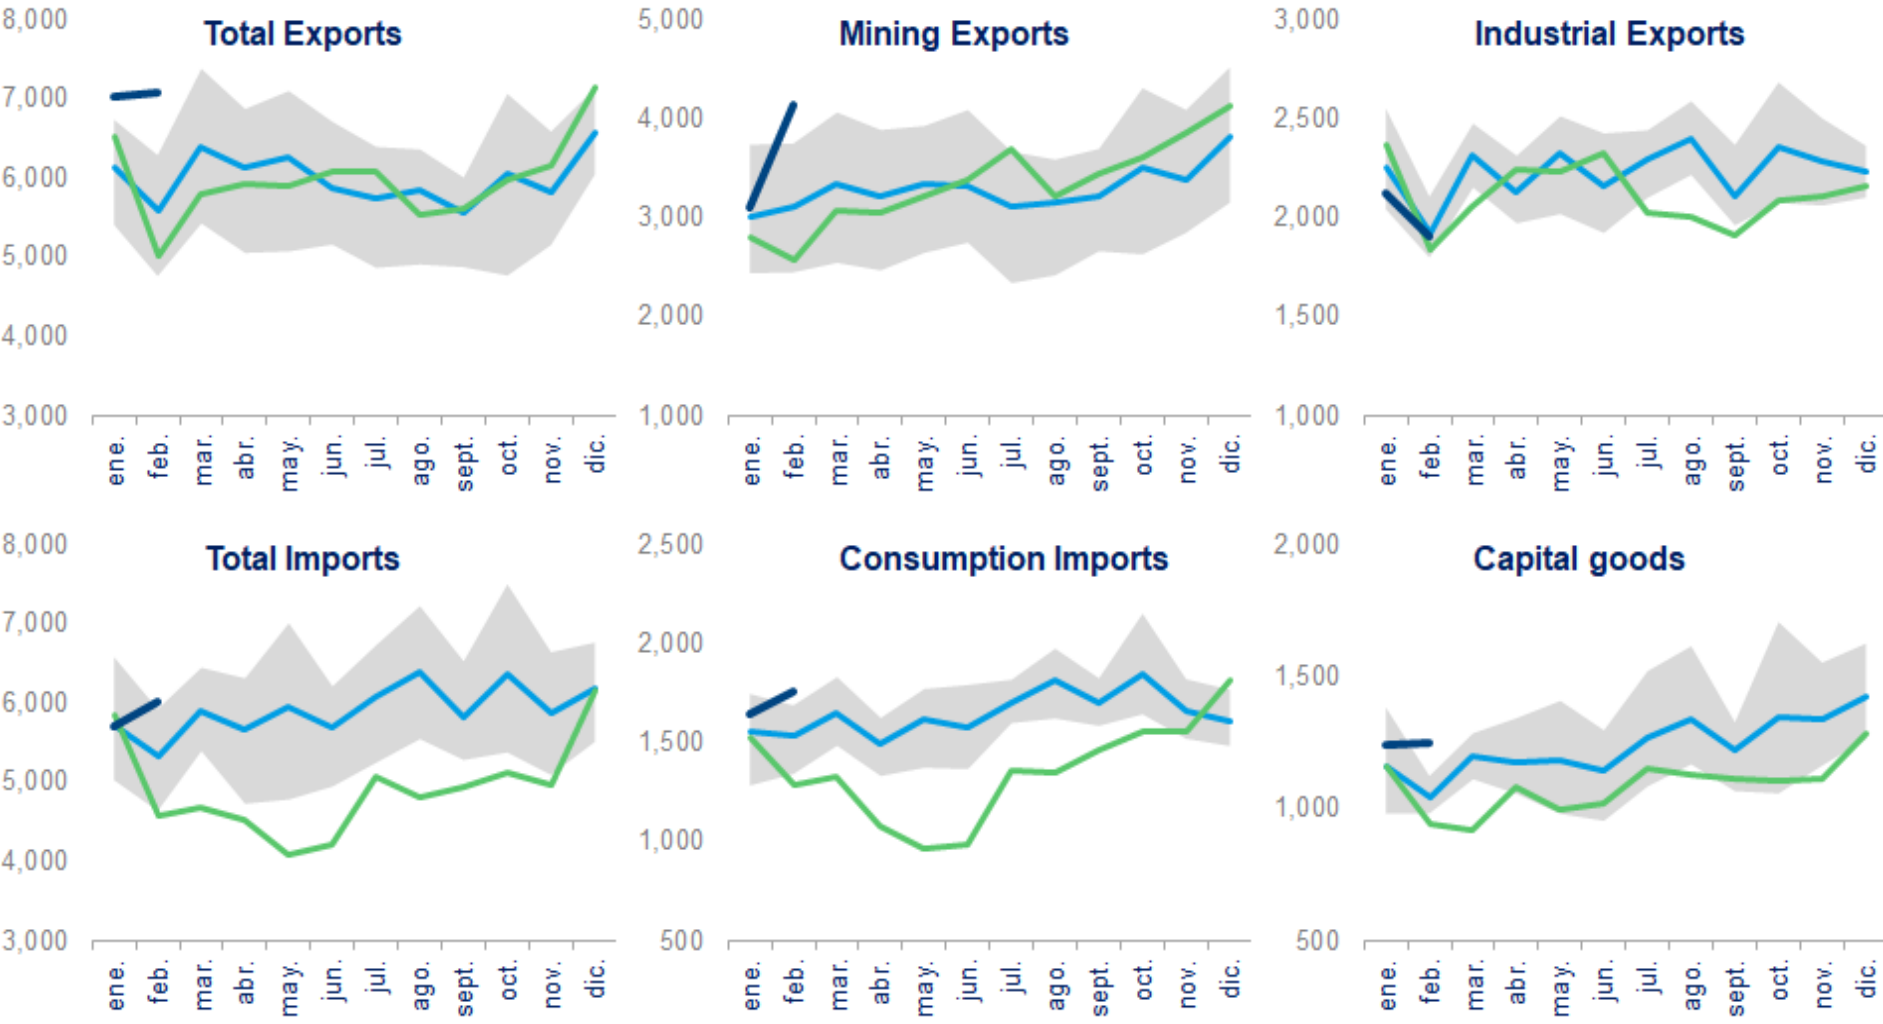 Total Exports
8,000
7,000
6,000
5,000
4,000
3,000
ene.
feb.
mar.
abr.
may.
jun.
jul.
ago.
sept.
oct.
nov.
dic.
Mining Exports
5,000
4,000
3,000
2,000
1,000
ene.
feb.
mar.
abr.
may.
jun.
jul.
ago.
sept.
oct.
nov.
dic.
Industrial Exports
3,000
2,500
2,000
1,500
1,000
ene.
feb.
mar.
abr.
may.
jun.
jul.
ago.
sept.
oct.
nov.
dic.
Total Imports
8,000
7,000
6,000
5,000
4,000
3,000
ene.
feb.
mar.
abr.
may.
jun.
jul.
ago.
sept.
oct.
nov.
dic.
Consumption Imports
2,500
2,000
1,500
1,000
500
ene.
feb.
mar.
abr.
may.
jun.
jul.
ago.
sept.
oct.
nov.
dic.
Capital goods
2,000
1,500
1,000
500
ene.
feb.
mar.
abr.
may.
jun.
jul.
ago.
sept.
oct.
nov.
dic.